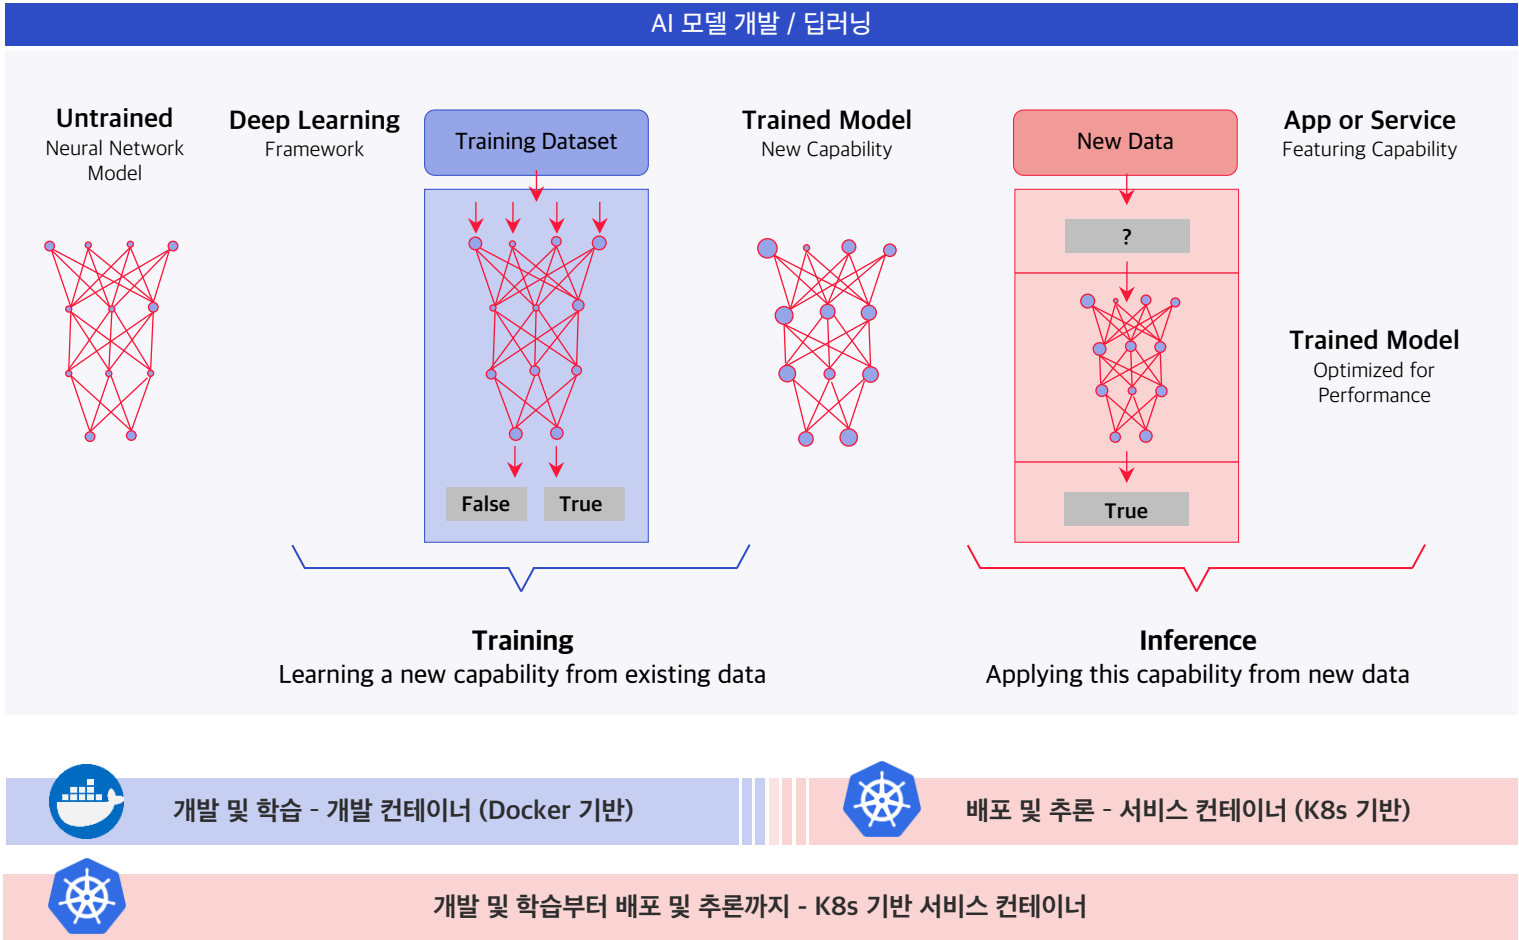 AI 모델 개발 / 딥러닝
Untrained
Neural Network
Model
Deep Learning
Framework
Training Dataset
False
True
Trained Model
New Capability
New Data
?
True
App or Service
Featuring Capability
Trained Model
Optimized for
Performance
Training
Learning a new capability from existing data
Inference
Applying this capability from new data
개발 및 학습 - 개발 컨테이너 (Docker 기반)
배포 및 추론 - 서비스 컨테이너 (K8s 기반)
개발 및 학습부터 배포 및 추론까지 - K8s 기반 서비스 컨테이너